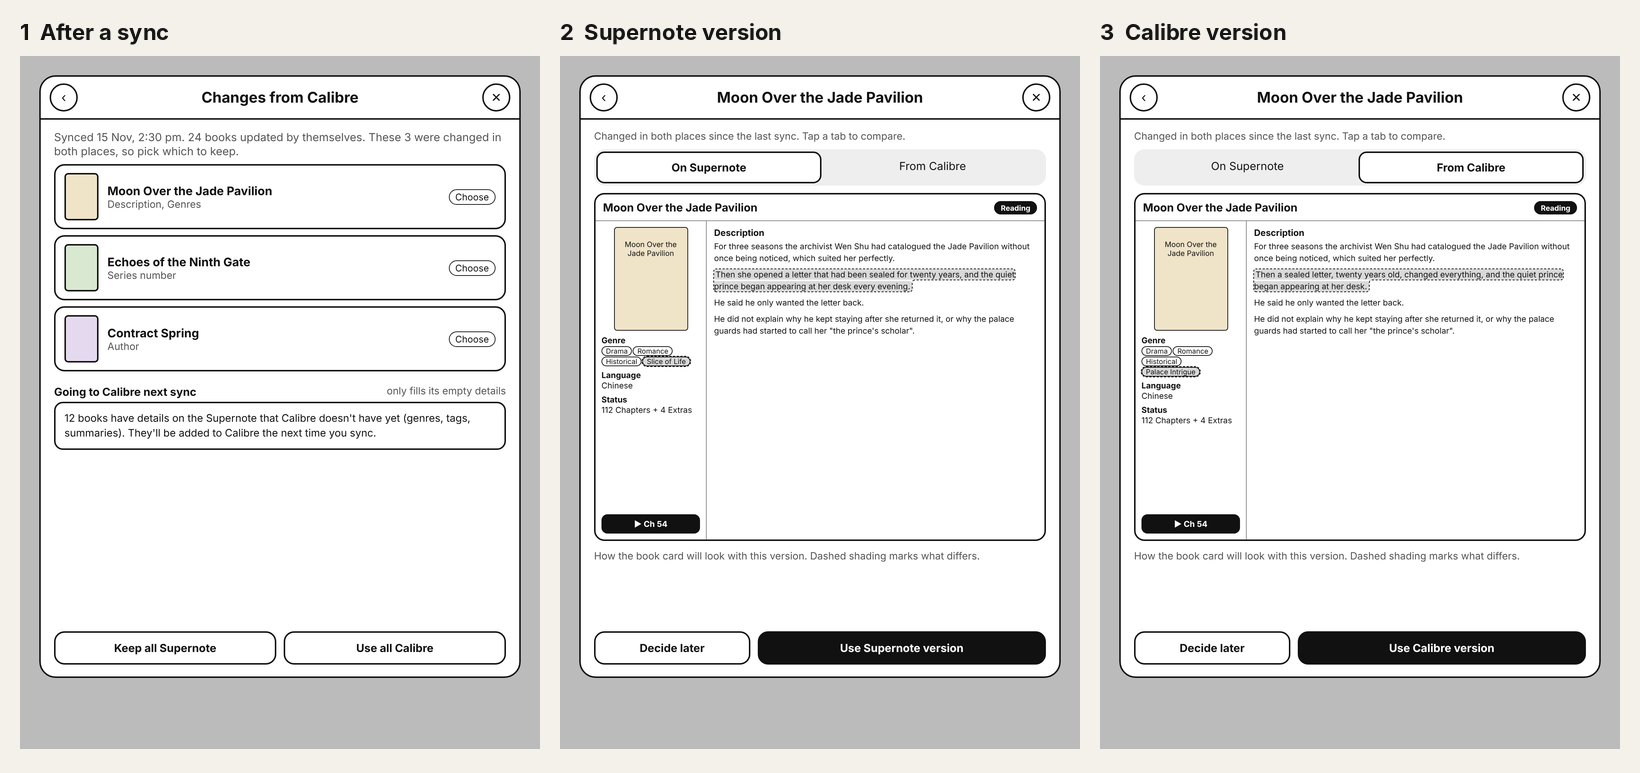 1 After a sync
‹
Changes from Calibre
✕
Synced 15 Nov, 2:30 pm. 24 books updated by themselves. These 3 were changed in
both places, so pick which to keep.
Moon Over the Jade Pavilion
Description, Genres
Choose
Echoes of the Ninth Gate
Series number
Choose
Contract Spring
Author
Choose
Going to Calibre next sync
only fills its empty details
12 books have details on the Supernote that Calibre doesn't have yet (genres, tags,
summaries). They'll be added to Calibre the next time you sync.
Keep all Supernote
Use all Calibre
2 Supernote version
‹
Moon Over the Jade Pavilion
✕
Changed in both places since the last sync. Tap a tab to compare.
On Supernote
From Calibre
Moon Over the Jade Pavilion
Reading
Moon Over the
Jade Pavilion
Genre
Drama Romance
Historical Slice of Life
Language
Chinese
Status
112 Chapters + 4 Extras
▶ Ch 54
Description
For three seasons the archivist Wen Shu had catalogued the Jade Pavilion without
once being noticed, which suited her perfectly.
Then she opened a letter that had been sealed for twenty years, and the quiet
prince began appearing at her desk every evening.
He said he only wanted the letter back.
He did not explain why he kept staying after she returned it, or why the palace
guards had started to call her "the prince's scholar".
How the book card will look with this version. Dashed shading marks what differs.
Decide later
Use Supernote version
3 Calibre version
‹
Moon Over the Jade Pavilion
✕
Changed in both places since the last sync. Tap a tab to compare.
On Supernote
From Calibre
Moon Over the Jade Pavilion
Reading
Moon Over the
Jade Pavilion
Genre
Drama Romance
Historical
Palace Intrigue
Language
Chinese
Status
112 Chapters + 4 Extras
▶ Ch 54
Description
For three seasons the archivist Wen Shu had catalogued the Jade Pavilion without
once being noticed, which suited her perfectly.
Then a sealed letter, twenty years old, changed everything, and the quiet prince
began appearing at her desk.
He said he only wanted the letter back.
He did not explain why he kept staying after she returned it, or why the palace
guards had started to call her "the prince's scholar".
How the book card will look with this version. Dashed shading marks what differs.
Decide later
Use Calibre version